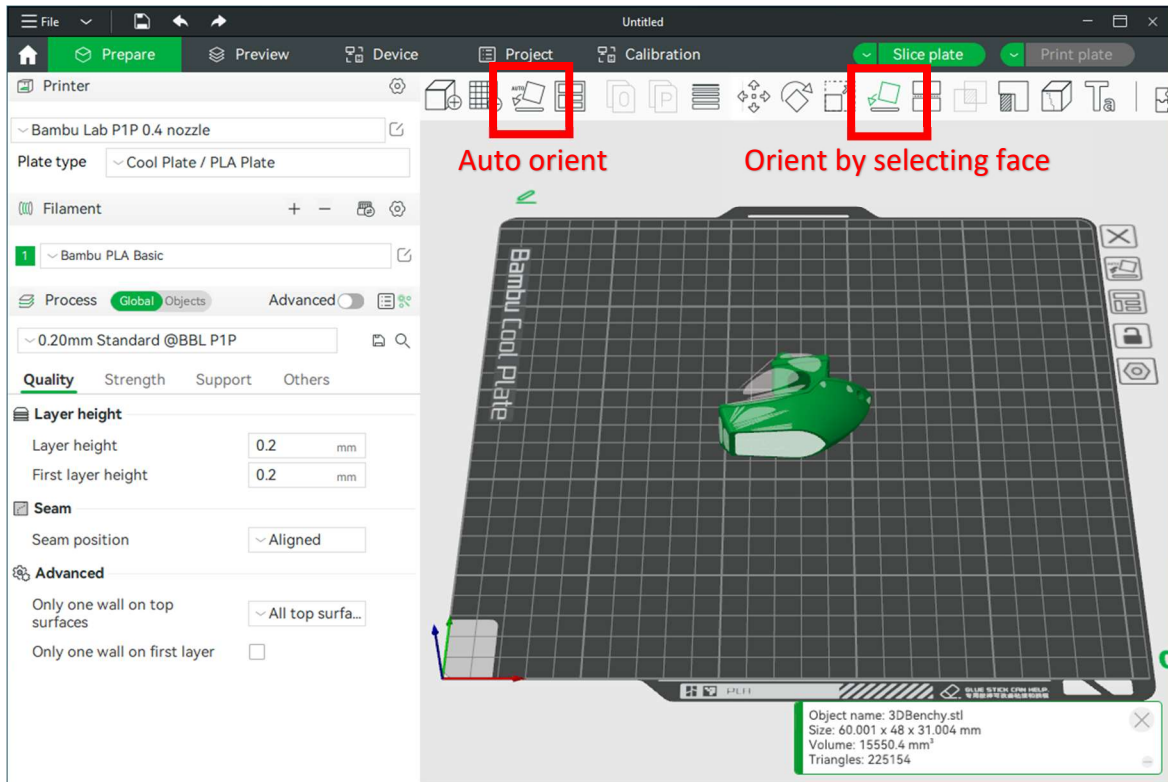 File
Untitled
Prepare
Preview
Device
Project
Calibration
Slice plate
Print plate
Printer
Bambu Lab P1P 0.4 nozzle
Plate type
Cool Plate / PLA Plate
Filament
1
Bambu PLA Basic
Process
Global
Objects
Advanced
0.20mm Standard @BBL P1P
Quality
Strength
Support
Others
Layer height
Layer height
0.2
mm
First layer height
0.2
mm
Seam
Seam position
Aligned
Advanced
Only one wall on top
surfaces
All top surfa...
Only one wall on first layer
AUTO
Auto orient
Orient by selecting face
Bambu Cool Plate
PLA
GLUE STICK CAN HELP.
Object name: 3DBenchy.stl
Size: 60.001 x 48 x 31.004 mm
Volume: 15550.4 mm³
Triangles: 225154